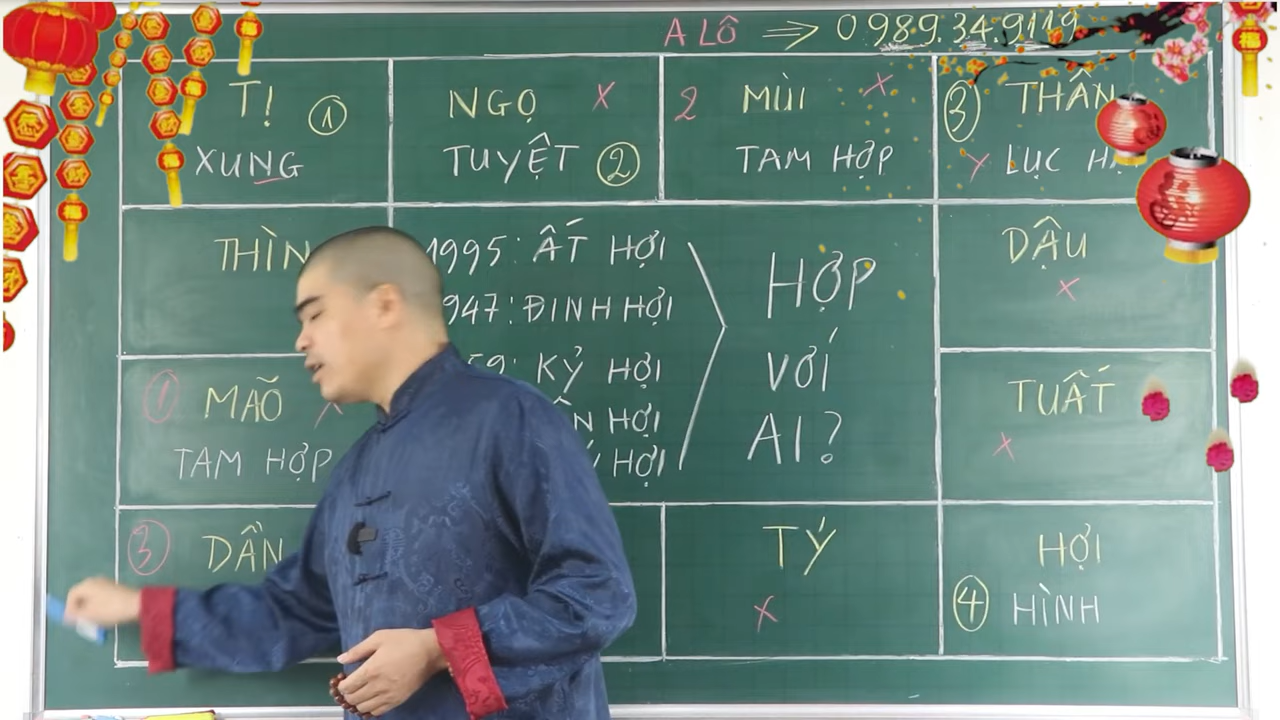 A LÔ => 0989.34.9119
TỊ ①
XUNG
NGỌ X
TUYỆT ②
2 MÙI X
TAM HỢP
③ THÂN
X LỤC
THÌN
1995: ẤT HỢI
947: ĐINH HỢI
59: KỶ HỢI
HỢI
HỢI
HỢP
VỚI
AI?
DẬU
X
① MÃO X
TAM HỢP
TUẤT
X
③ DẦN
TÝ
X
HỢI
④ HÌNH